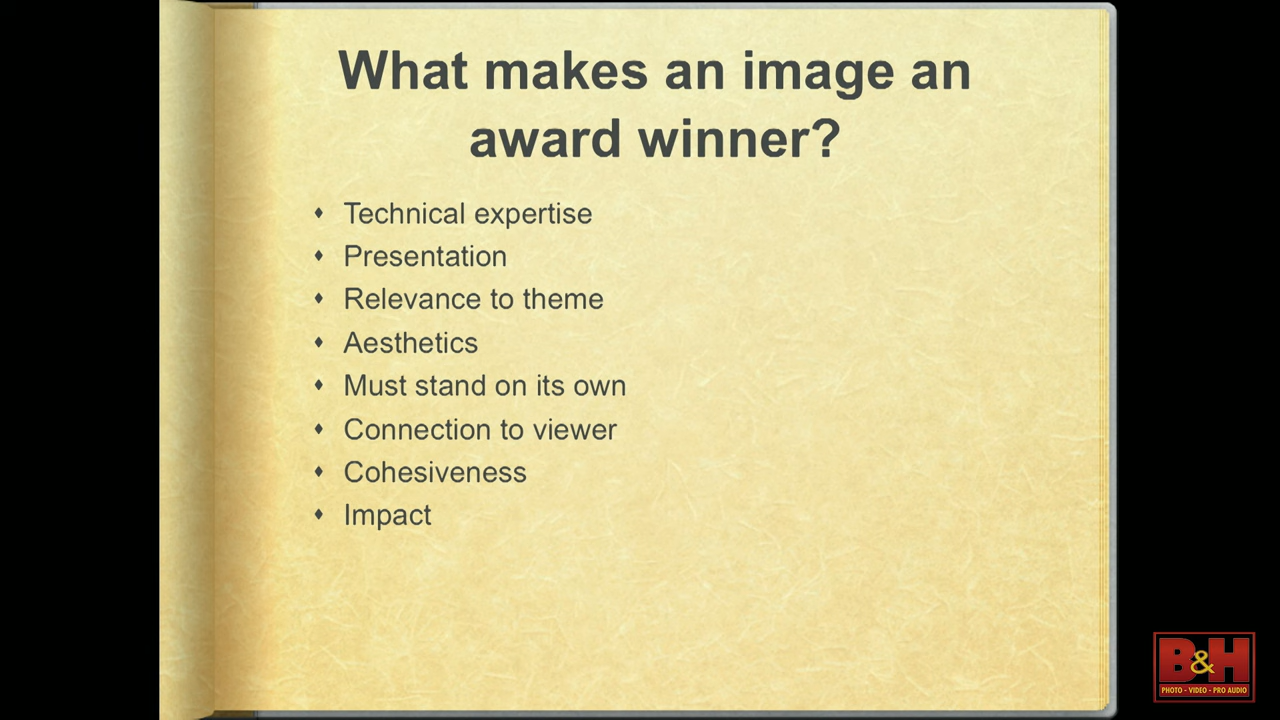 What makes an image an
award winner?
Technical expertise
Presentation
Relevance to theme
Aesthetics
Must stand on its own
Connection to viewer
Cohesiveness
Impact
B&H
PHOTO - VIDEO - PRO AUDIO